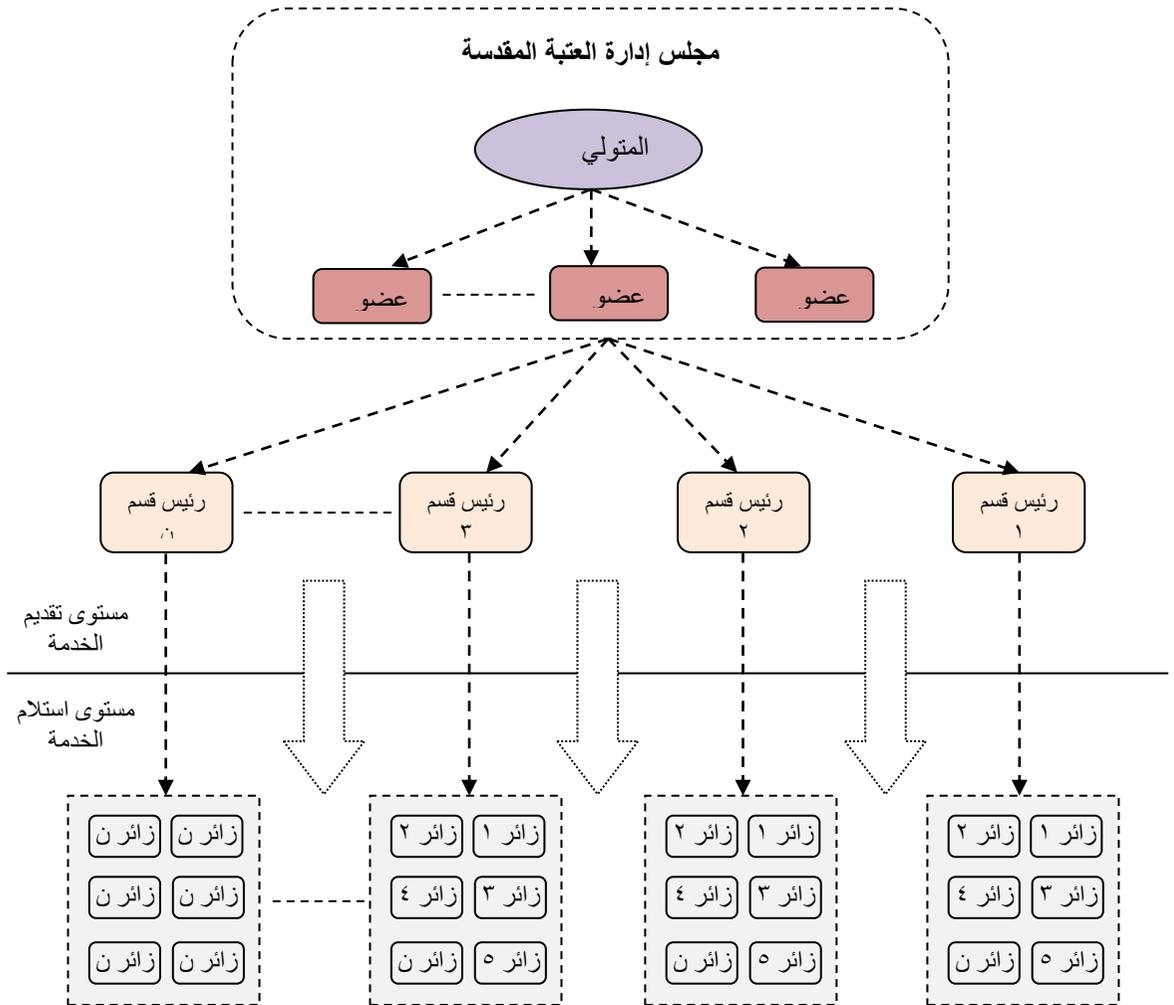 مجلس إدارة العتبة المقدسة
المتولي
عضو
عضو
عضو
رئيس قسم
١
رئيس قسم
٢
رئيس قسم
٣
رئيس قسم
ن
مستوى تقديم
الخدمة
مستوى استلام
الخدمة
زائر ١
زائر ٢
زائر ٣
زائر ٤
زائر ٥
زائر ن
زائر ١
زائر ٢
زائر ٣
زائر ٤
زائر ٥
زائر ن
زائر ١
زائر ٢
زائر ٣
زائر ٤
زائر ٥
زائر ن
زائر ن
زائر ن
زائر ن
زائر ن
زائر ن
زائر ن